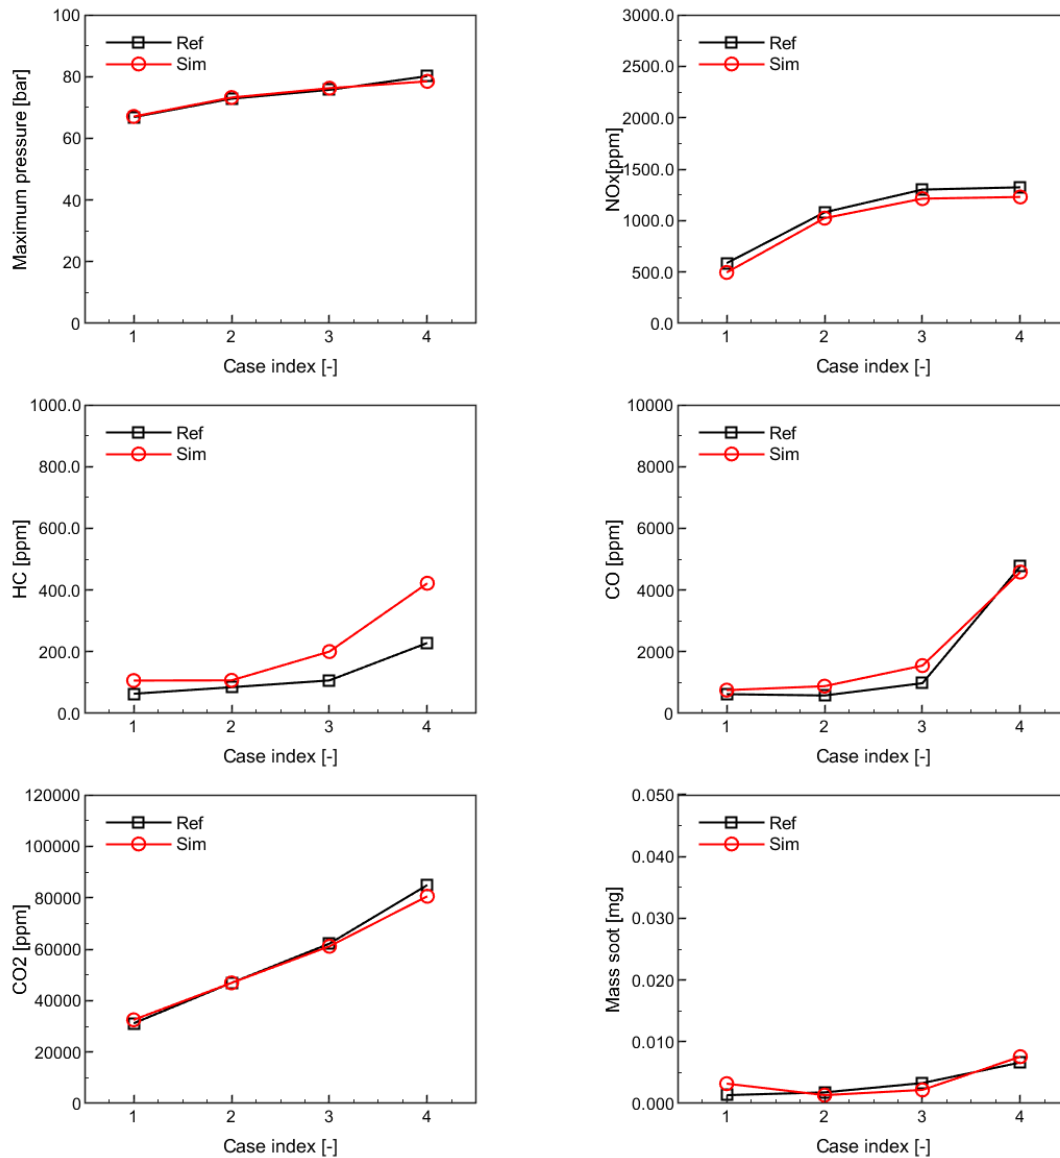 Maximum pressure [bar]
100
80
60
40
20
0
Ref
Sim
1 2 3 4
Case index [-]
NOx[ppm]
3000.0
2500.0
2000.0
1500.0
1000.0
500.0
0.0
Ref
Sim
1 2 3 4
Case index [-]
HC [ppm]
1000.0
800.0
600.0
400.0
200.0
0.0
Ref
Sim
1 2 3 4
Case index [-]
CO [ppm]
10000
8000
6000
4000
2000
0
Ref
Sim
1 2 3 4
Case index [-]
CO2 [ppm]
120000
100000
80000
60000
40000
20000
0
Ref
Sim
1 2 3 4
Case index [-]
Mass soot [mg]
0.050
0.040
0.030
0.020
0.010
0.000
Ref
Sim
1 2 3 4
Case index [-]